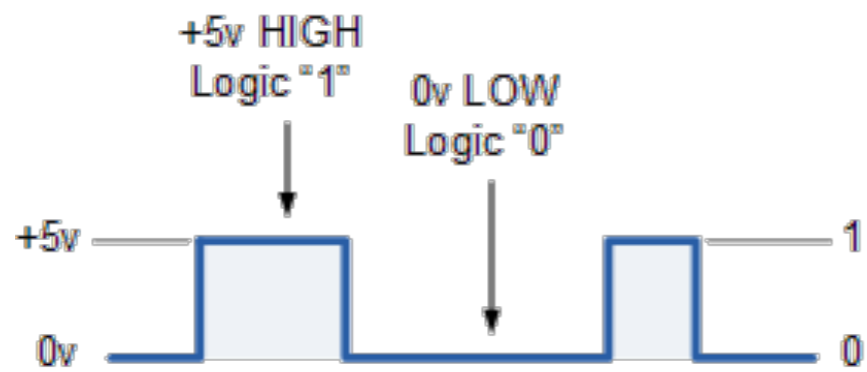 +5v HIGH
Logic "1"
0v LOW
Logic "0"
+5v
1
0v
0